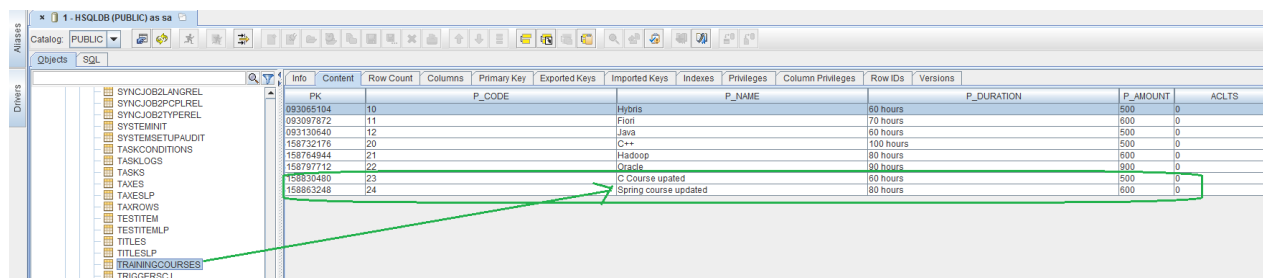 1 - HSQLDB (PUBLIC) as sa
Aliases
Drivers
Catalog: PUBLIC
Objects SQL
SYNCJOB2LANGREL
SYNCJOB2PCPLREL
SYNCJOB2TYPEREL
SYSTEMINIT
SYSTEMSETUPAUDIT
TASKCONDITIONS
TASKLOGS
TASKS
TAXES
TAXESLP
TAXROWS
TESTITEM
TESTITEMLP
TITLES
TITLESLP
TRAININGCOURSES
Info Content Row Count Columns Primary Key Exported Keys Imported Keys Indexes Privileges Column Privileges Row IDs Versions
PK P_CODE P_NAME P_DURATION P_AMOUNT ACLTS
093065104 10 Hybris 60 hours 500 0
093097872 11 Fiori 70 hours 600 0
093130640 12 Java 60 hours 500 0
158732176 20 C++ 100 hours 500 0
158764944 21 Hadoop 80 hours 600 0
158797712 22 Oracle 90 hours 900 0
158830480 23 C Course upated 60 hours 500 0
158863248 24 Spring course updated 80 hours 600 0